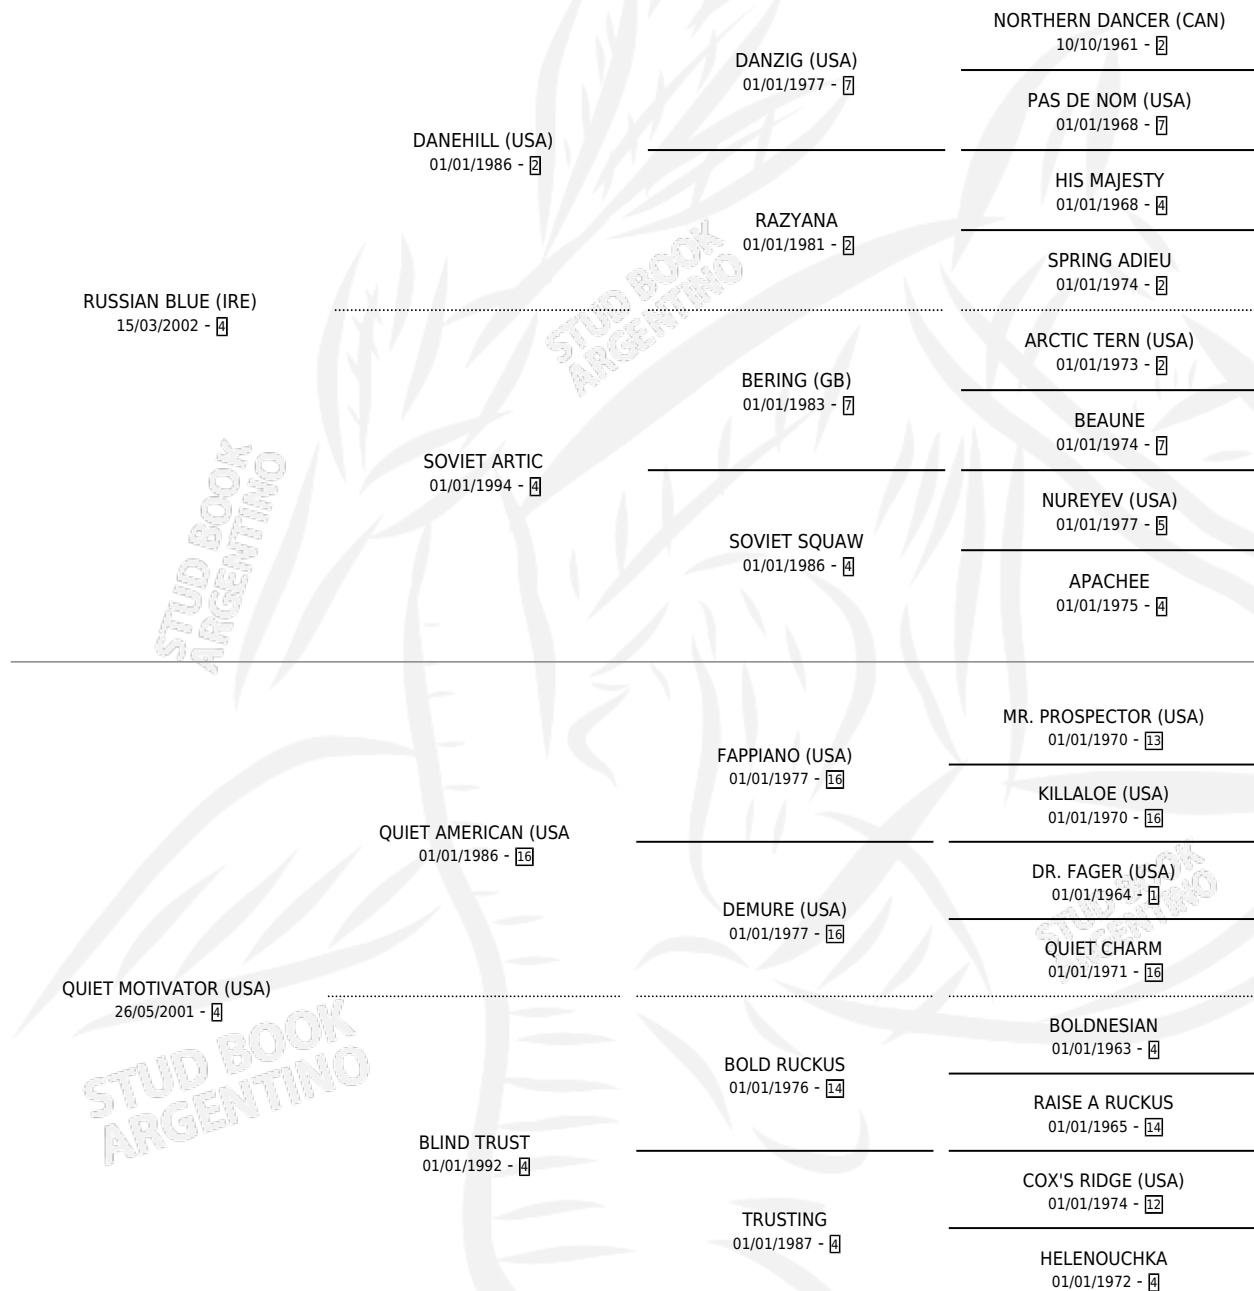 NORTHERN DANCER (CAN)
10/10/1961 - 2
DANZIG (USA)
01/01/1977 - 7
PAS DE NOM (USA)
01/01/1968 - 7
DANEHILL (USA)
01/01/1986 - 2
HIS MAJESTY
01/01/1968 - 4
RAZYANA
01/01/1981 - 2
SPRING ADIEU
01/01/1974 - 2
RUSSIAN BLUE (IRE)
15/03/2002 - 4
ARCTIC TERN (USA)
01/01/1973 - 2
BERING (GB)
01/01/1983 - 7
BEAUNE
01/01/1974 - 7
SOVIET ARTIC
01/01/1994 - 4
NUREYEV (USA)
01/01/1977 - 5
SOVIET SQUAW
01/01/1986 - 4
APACHEE
01/01/1975 - 4
MR. PROSPECTOR (USA)
01/01/1970 - 13
FAPPIANO (USA)
01/01/1977 - 16
KILLALOE (USA)
01/01/1970 - 16
QUIET AMERICAN (USA
01/01/1986 - 16
DR. FAGER (USA)
01/01/1964 - 1
DEMURE (USA)
01/01/1977 - 16
QUIET CHARM
01/01/1971 - 16
QUIET MOTIVATOR (USA)
26/05/2001 - 4
BOLDNESIAN
01/01/1963 - 4
BOLD RUCKUS
01/01/1976 - 14
RAISE A RUCKUS
01/01/1965 - 14
BLIND TRUST
01/01/1992 - 4
COX'S RIDGE (USA)
01/01/1974 - 12
TRUSTING
01/01/1987 - 4
HELENOUCHKA
01/01/1972 - 4
STUD BOOK
ARGENTINO
STUD BOOK
ARGENTINO
STUD BOOK
ARGENTINO
STUD BOOK
ARGENTINO